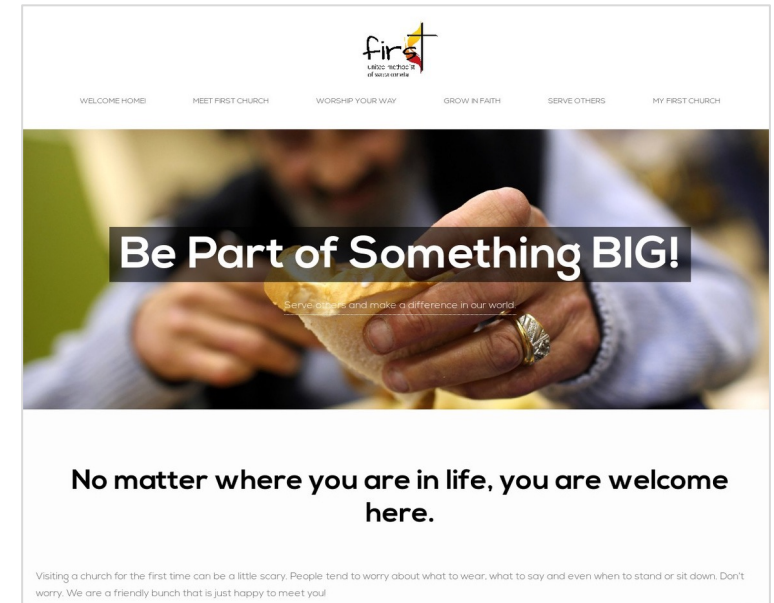 first
united methodist
WELCOME HOME!
MEET FIRST CHURCH
WORSHIP YOUR WAY
GROW IN FAITH
SERVE OTHERS
MY FIRST CHURCH
Be Part of Something BIG!
Serve others and make a difference in our world.
No matter where you are in life, you are welcome
here.
Visiting a church for the first time can be a little scary. People tend to worry about what to wear, what to say and even when to stand or sit down. Don't
worry. We are a friendly bunch that is just happy to meet you!